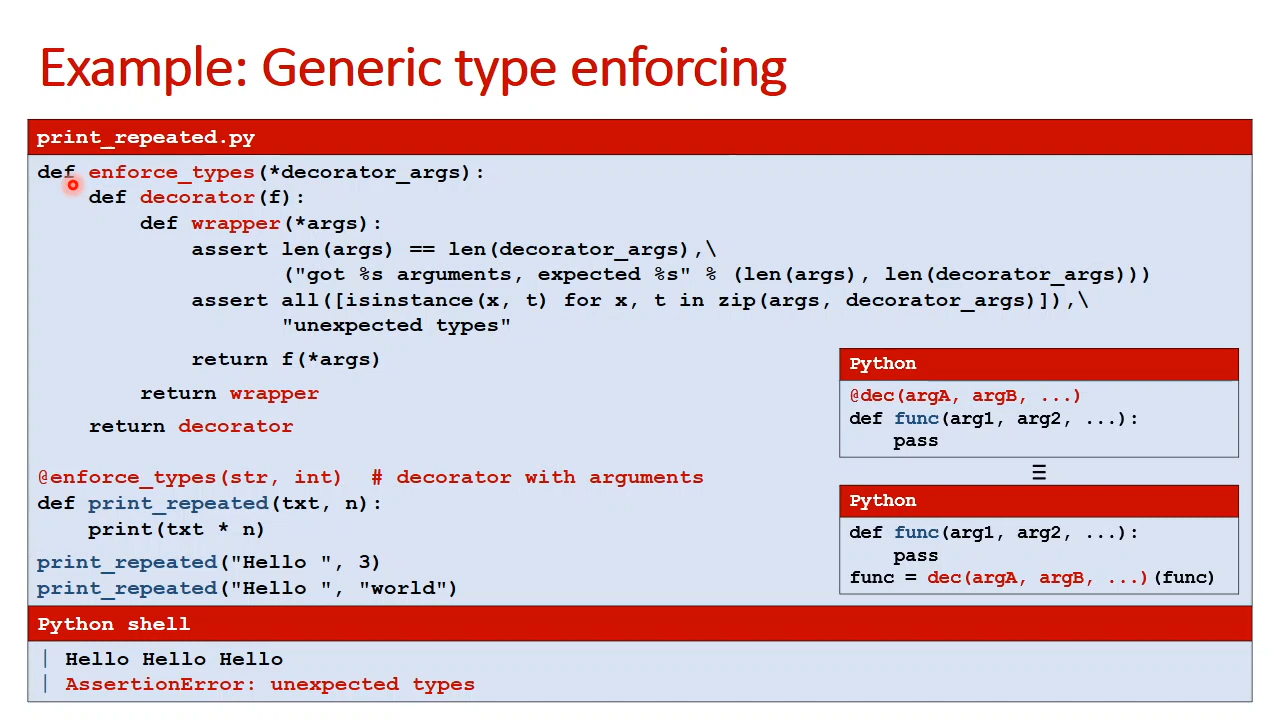 Example: Generic type enforcing
print_repeated.py
def enforce_types(*decorator_args):
    def decorator(f):
        def wrapper(*args):
            assert len(args) == len(decorator_args),\
                   ("got %s arguments, expected %s" % (len(args), len(decorator_args)))
            assert all([isinstance(x, t) for x, t in zip(args, decorator_args)]),\
                   "unexpected types"
            return f(*args)
        return wrapper
    return decorator
@enforce_types(str, int)  # decorator with arguments
def print_repeated(txt, n):
    print(txt * n)
print_repeated("Hello ", 3)
print_repeated("Hello ", "world")
Python
@dec(argA, argB, ...)
def func(arg1, arg2, ...):
    pass
≡
Python
def func(arg1, arg2, ...):
    pass
func = dec(argA, argB, ...)(func)
Python shell
| Hello Hello Hello
| AssertionError: unexpected types